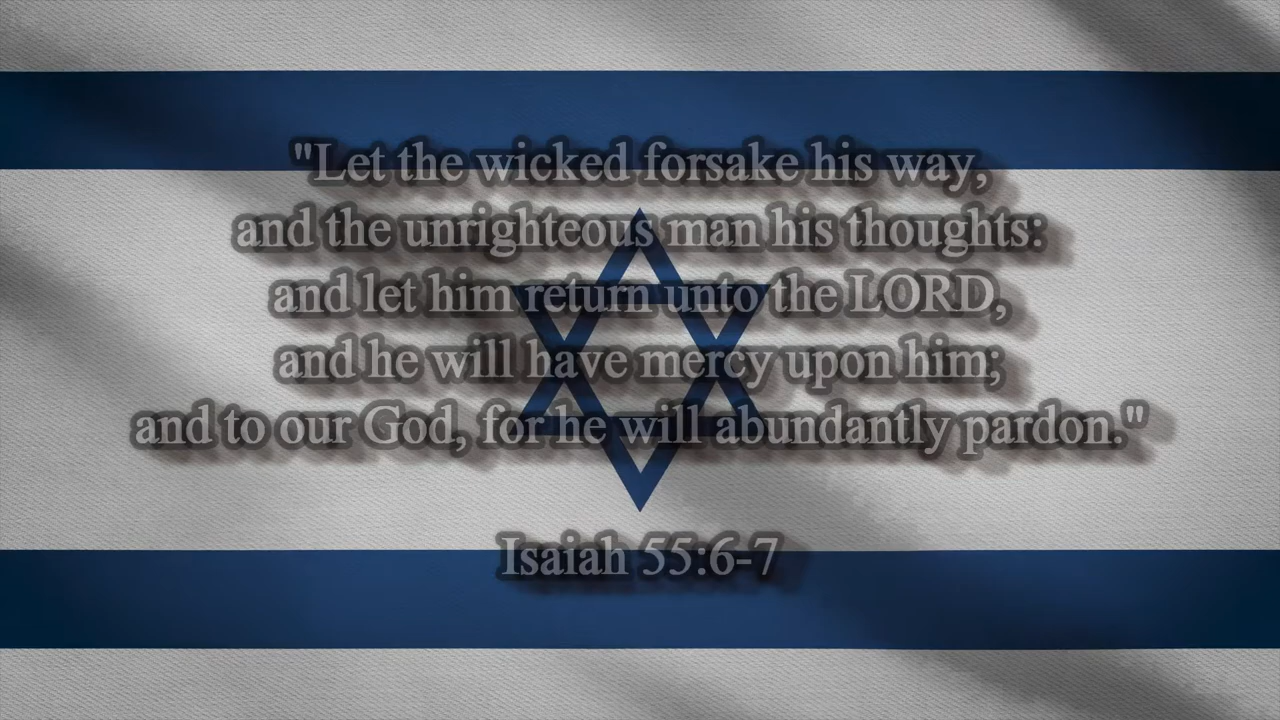 "Let the wicked forsake his way,
and the unrighteous man his thoughts:
and let him return unto the LORD,
and he will have mercy upon him;
and to our God, for he will abundantly pardon."
Isaiah 55:6-7